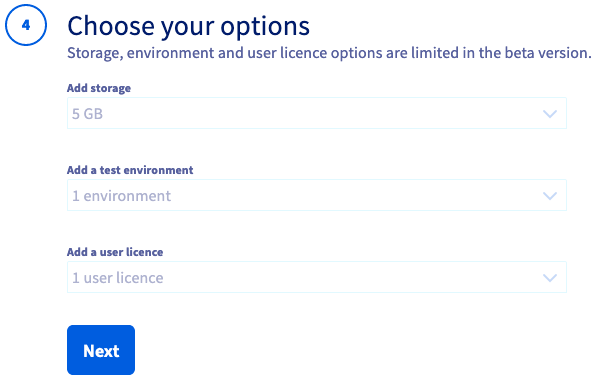 4
Choose your options
Storage, environment and user licence options are limited in the beta version.
Add storage
5 GB
Add a test environment
1 environment
Add a user licence
1 user licence
Next